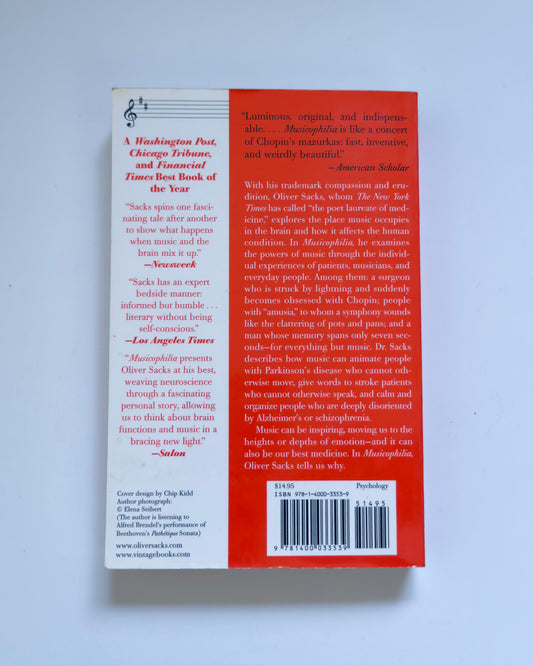 A Washington Post,
Chicago Tribune,
and Financial
Times Best Book of
the Year
"Sacks spins one fasci-
nating tale after another
to show what happens
when music and the
brain mix it up."
—Newsweek
"Sacks has an expert
bedside manner:
informed but humble . . .
literary without being
self-conscious."
—Los Angeles Times
"Musicophilia presents
Oliver Sacks at his best,
weaving neuroscience
through a fascinating
personal story, allowing
us to think about brain
functions and music in a
bracing new light."
—Salon
Cover design by Chip Kidd
Author photograph:
© Elena Seibert
(The author is listening to
Alfred Brendel's performance of
Beethoven's Pathétique Sonata)
www.oliversacks.com
www.vintagebooks.com
"Luminous, original, and indispens-
able. . . . Musicophilia is like a concert
of Chopin's mazurkas: fast, inventive,
and weirdly beautiful."
—American Scholar
With his trademark compassion and eru-
dition, Oliver Sacks, whom The New York
Times has called "the poet laureate of med-
icine," explores the place music occupies
in the brain and how it affects the human
condition. In Musicophilia, he examines
the powers of music through the individ-
ual experiences of patients, musicians, and
everyday people. Among them: a surgeon
who is struck by lightning and suddenly
becomes obsessed with Chopin; people
with "amusia," to whom a symphony sounds
like the clattering of pots and pans; and a
man whose memory spans only seven sec-
onds—for everything but music. Dr. Sacks
describes how music can animate people
with Parkinson's disease who cannot oth-
erwise move, give words to stroke patients
who cannot otherwise speak, and calm and
organize people who are deeply disoriented
by Alzheimer's or schizophrenia.
Music can be inspiring, moving us to the
heights or depths of emotion—and it can
also be our best medicine. In Musicophilia,
Oliver Sacks tells us why.
$14.95 Psychology
ISBN 978-1-4000-3353-9
51495
9 781400 033539